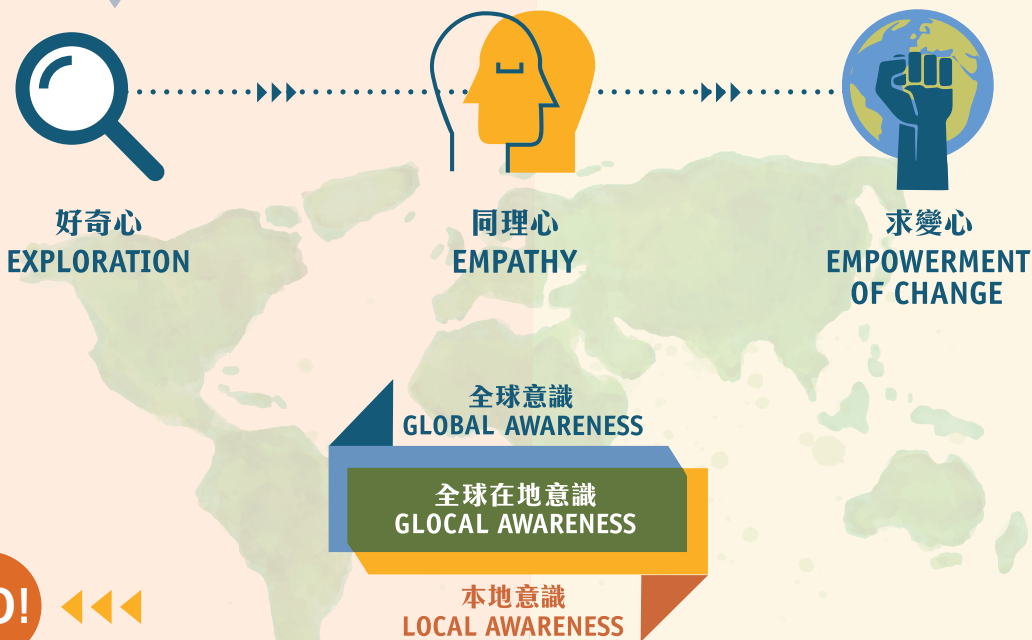 好奇心
EXPLORATION
同理心
EMPATHY
求變心
EMPOWERMENT
OF CHANGE
全球意識
GLOBAL AWARENESS
全球在地意識
GLOCAL AWARENESS
本地意識
LOCAL AWARENESS